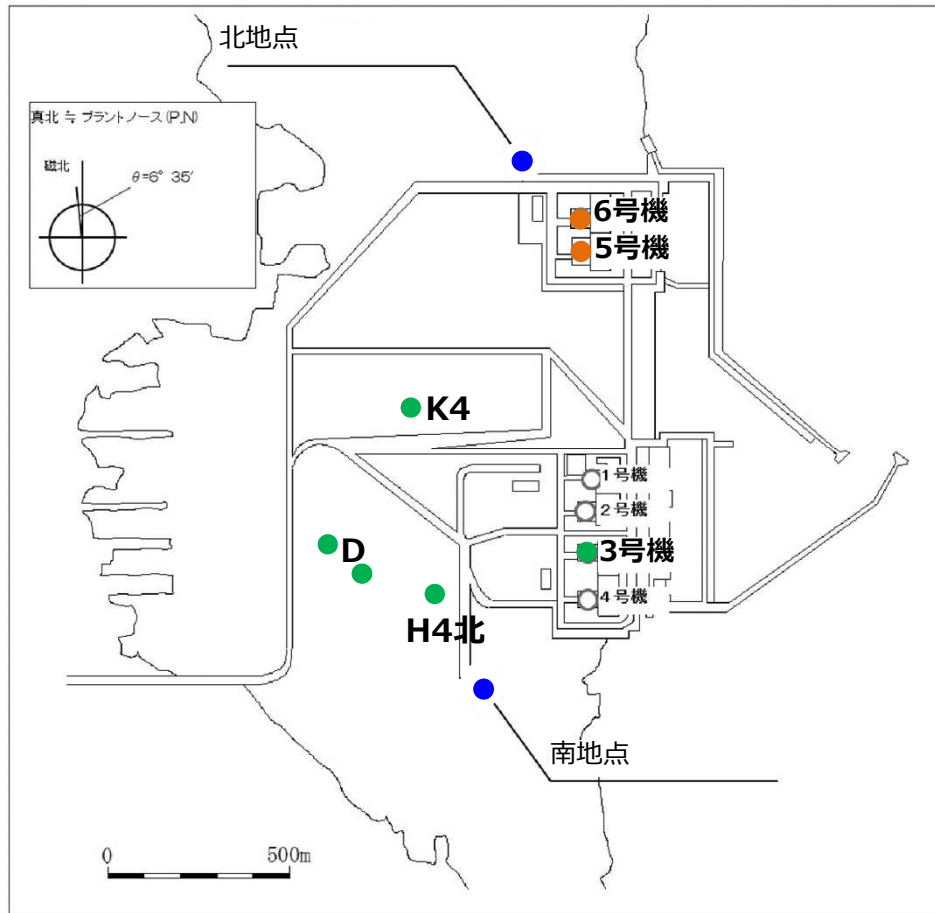 北地点
真北 ≒ プラントノース(P.N)
磁北
θ=6° 35′
6号機
5号機
K4
1号機
2号機
D
3号機
4号機
H4北
南地点
0
500m